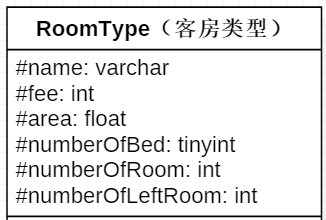 RoomType（客房类型）
#name: varchar
#fee: int
#area: float
#numberOfBed: tinyint
#numberOfRoom: int
#numberOfLeftRoom: int